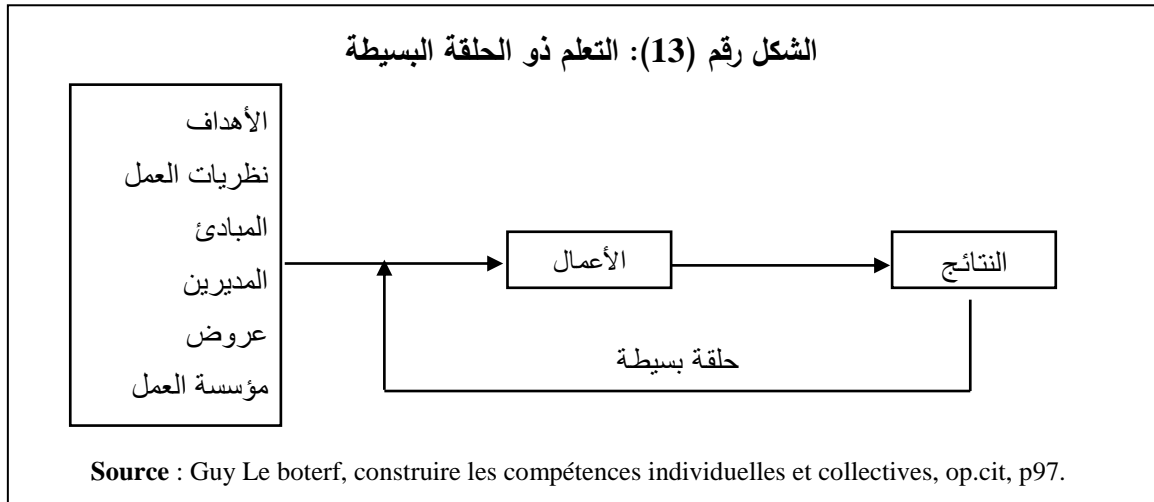 الشكل رقم (13): التعلم ذو الحلقة البسيطة
الأهداف
نظريات العمل
المبادئ
المديرين
عروض
مؤسسة العمل
الأعمال
النتائج
حلقة بسيطة
Source : Guy Le boterf, construire les compétences individuelles et collectives, op.cit, p97.